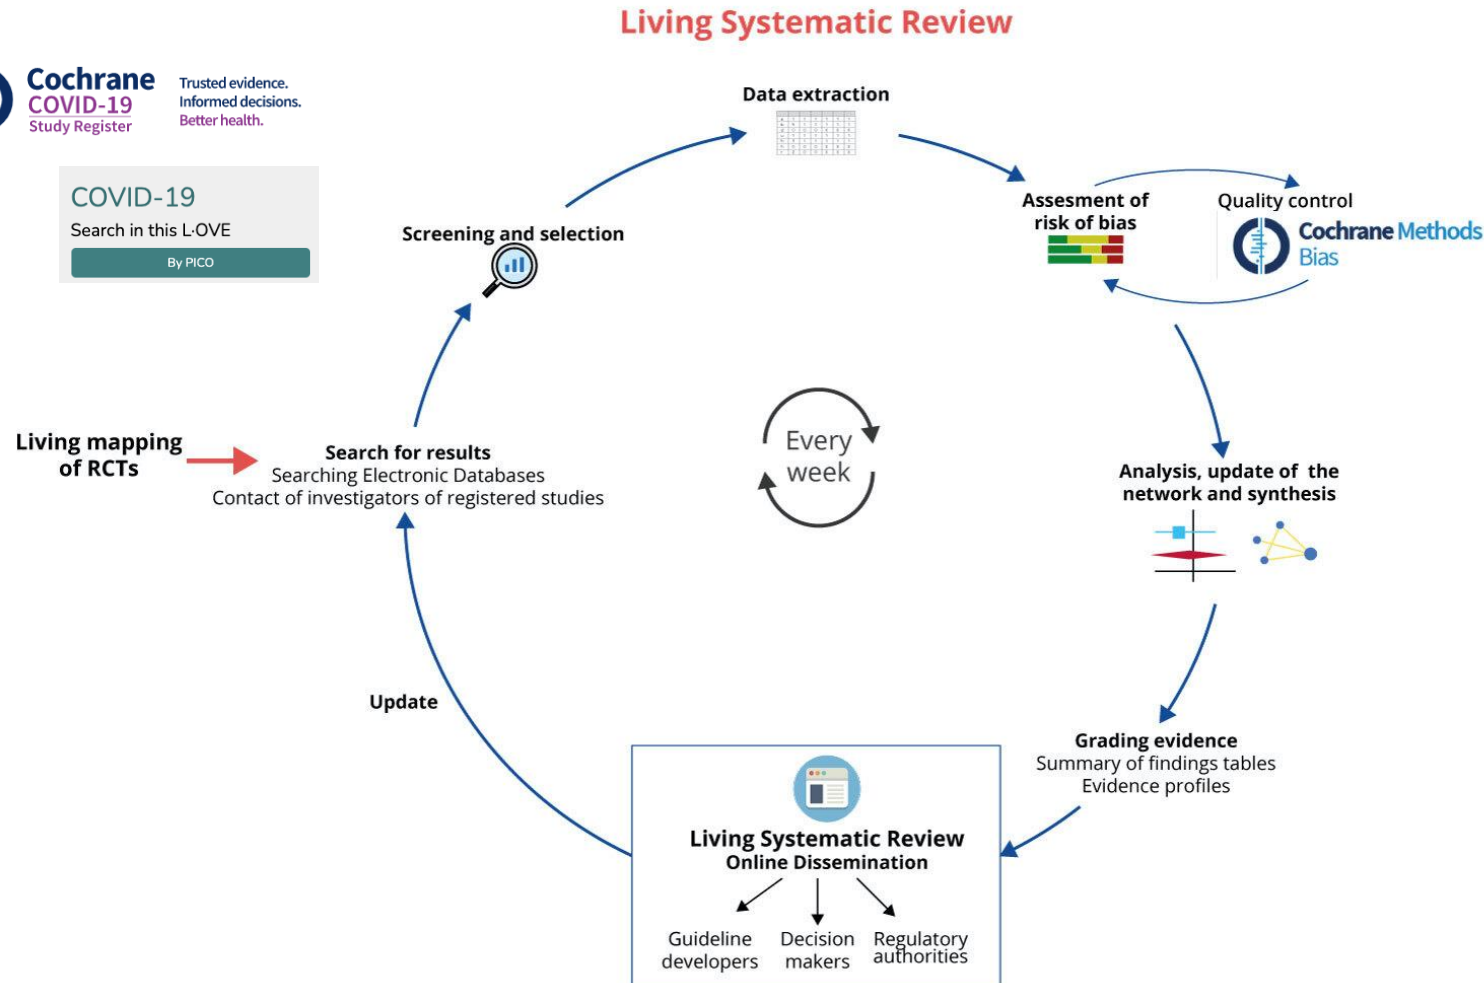 Living Systematic Review
Cochrane
COVID-19
Study Register
Trusted evidence.
Informed decisions.
Better health.
COVID-19
Search in this L·OVE
By PICO
Data extraction
Screening and selection
Assesment of
risk of bias
Quality control
Cochrane Methods
Bias
Every
week
Living mapping
of RCTs
Search for results
Searching Electronic Databases
Contact of investigators of registered studies
Analysis, update of the
network and synthesis
Update
Grading evidence
Summary of findings tables
Evidence profiles
Living Systematic Review
Online Dissemination
Guideline
developers
Decision
makers
Regulatory
authorities